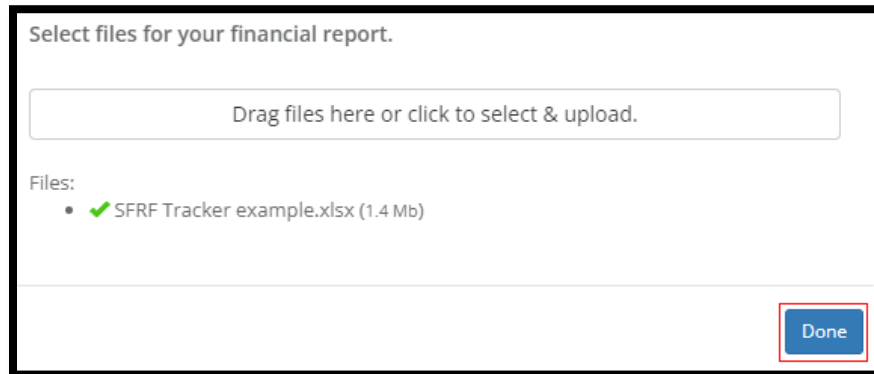 Select files for your financial report.
Drag files here or click to select & upload.
Files:
SFRF Tracker example.xlsx (1.4 Mb)
Done